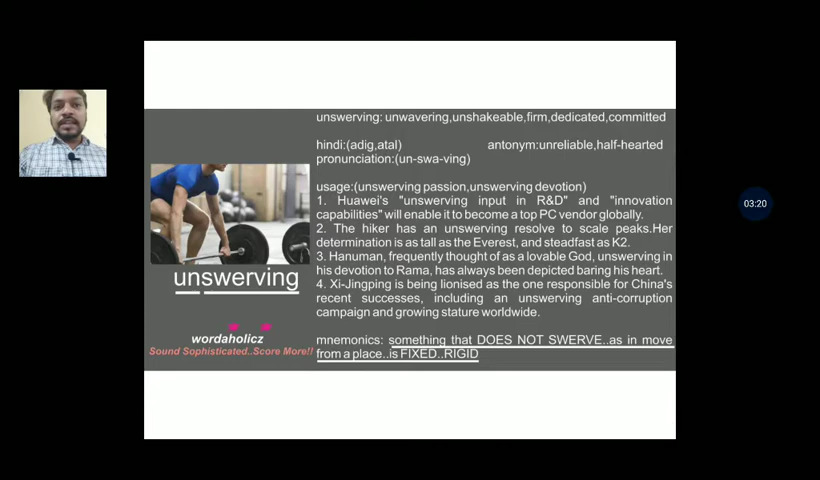 unswerving: unwavering,unshakeable,firm,dedicated,committed
hindi:(adig,atal) antonym:unreliable,half-hearted
pronunciation:(un-swa-ving)
usage:(unswerving passion,unswerving devotion)
1. Huawei's "unswerving input in R&D" and "innovation
capabilities" will enable it to become a top PC vendor globally.
2. The hiker has an unswerving resolve to scale peaks.Her
determination is as tall as the Everest, and steadfast as K2.
3. Hanuman, frequently thought of as a lovable God, unswerving in
his devotion to Rama, has always been depicted baring his heart.
4. Xi-Jingping is being lionised as the one responsible for China's
recent successes, including an unswerving anti-corruption
campaign and growing stature worldwide.
mnemonics: something that DOES NOT SWERVE..as in move
from a place..is FIXED..RIGID
unswerving
wordaholicz
Sound Sophisticated..Score More!!
03:20